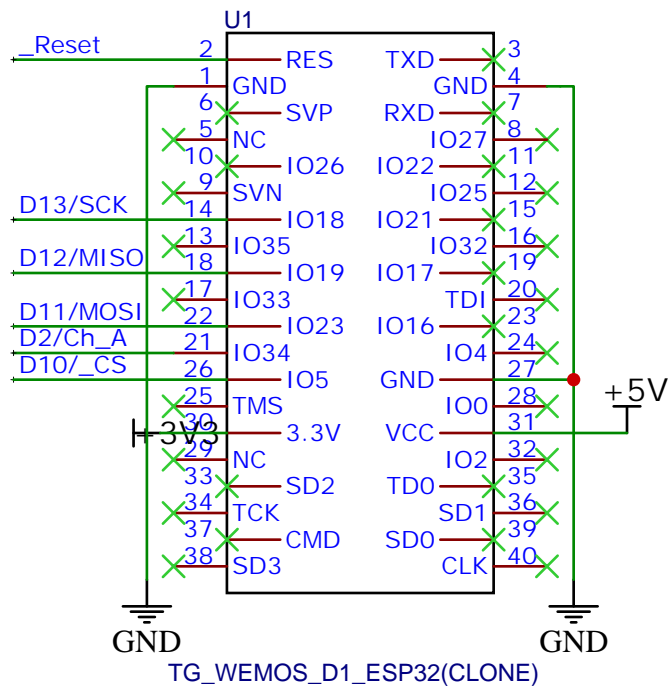 U1
_Reset 2 RES TXD 3
1 GND GND 4
6 SVP RXD 7
5 NC IO27 8
10 IO26 IO22 11
9 SVN IO25 12
D13/SCK 14 IO18 IO21 15
13 IO35 IO32 16
D12/MISO 18 IO19 IO17 19
17 IO33 TDI 20
D11/MOSI 22 IO23 IO16 23
D2/Ch_A 21 IO34 IO4 24
D10/_CS 26 IO5 GND 27
25 TMS IO0 28
+5V
+3V3 30 3.3V VCC 31
29 NC IO2 32
33 SD2 TD0 35
34 TCK SD1 36
37 CMD SD0 39
38 SD3 CLK 40
GND GND
TG_WEMOS_D1_ESP32(CLONE)